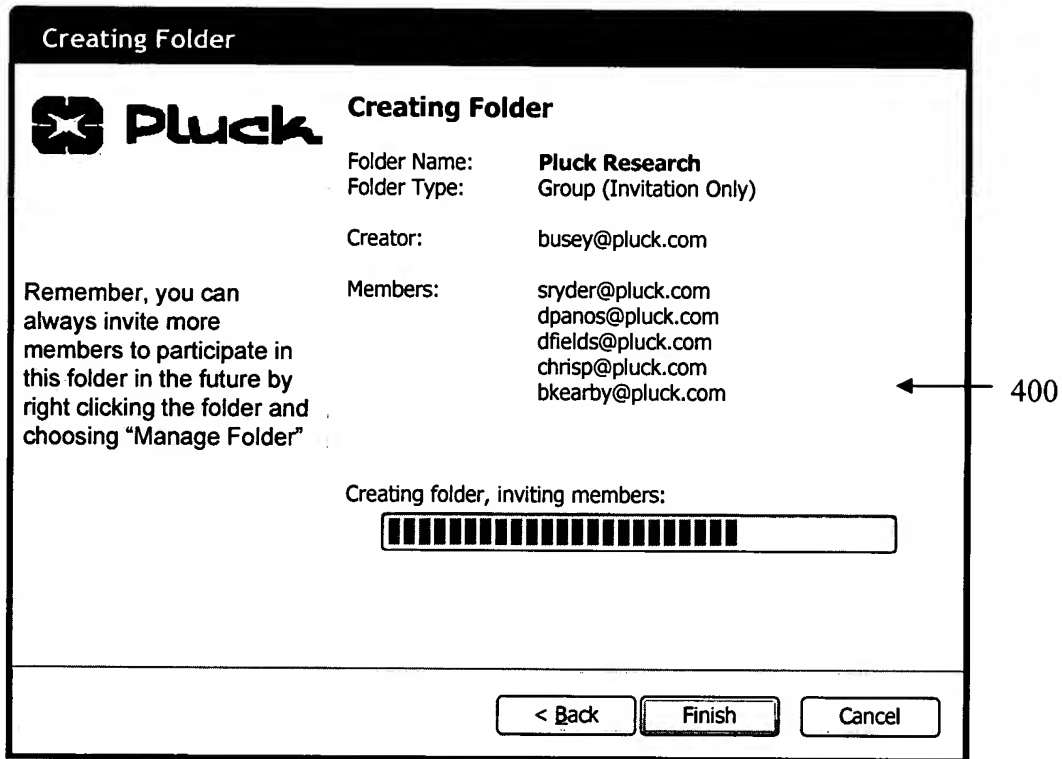 Creating Folder
Pluck
Creating Folder
Folder Name: Pluck Research
Folder Type: Group (Invitation Only)
Creator: busey@pluck.com
Members: sryder@pluck.com
dpanos@pluck.com
dfields@pluck.com
chrisp@pluck.com
bkearby@pluck.com
Remember, you can
always invite more
members to participate in
this folder in the future by
right clicking the folder and
choosing “Manage Folder”
400
Creating folder, inviting members:
< Back Finish Cancel